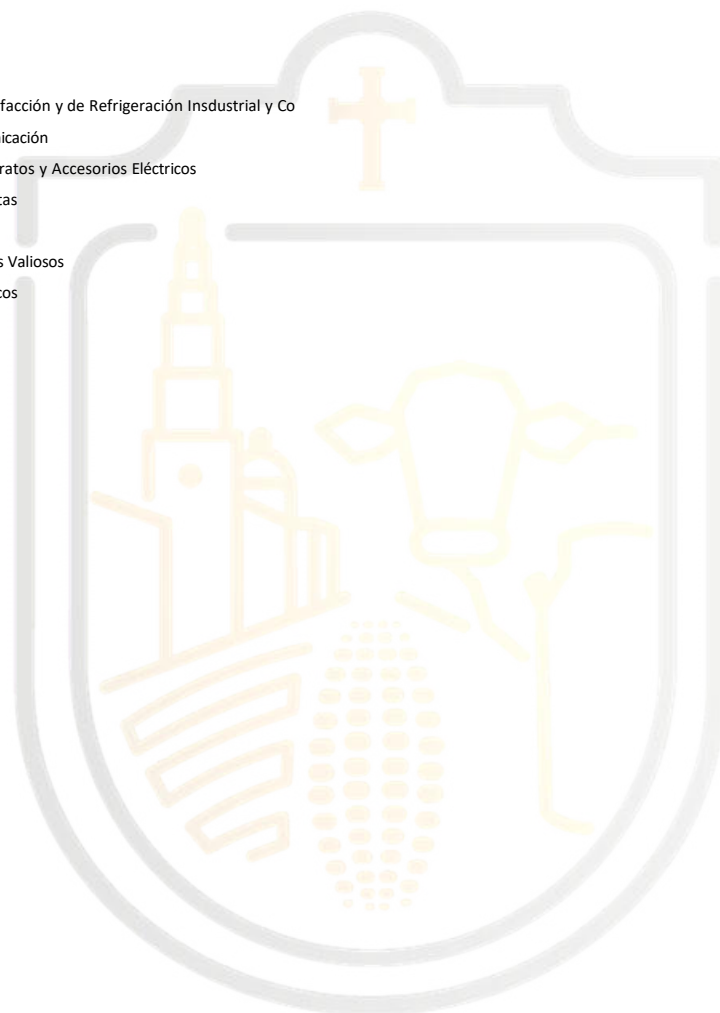 facción y de Refrigeración Insdustrial y Co
icación
ratos y Accesorios Eléctricos
tas
s Valiosos
cos